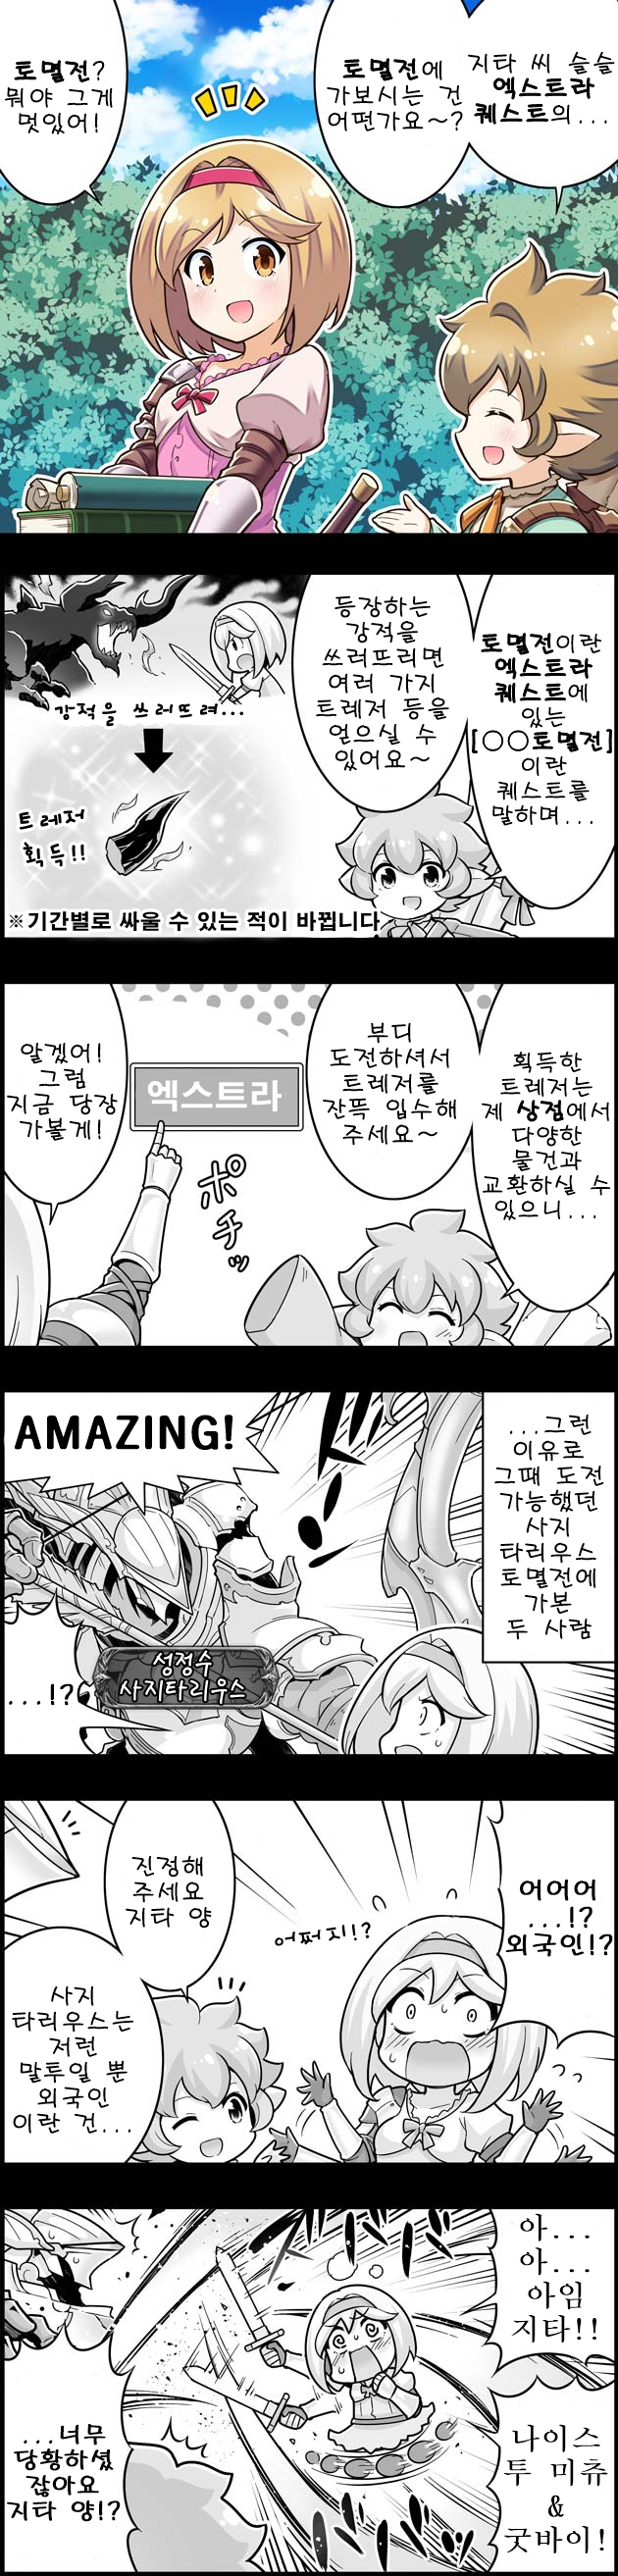 지타 씨 슬슬
엑스트라
퀘스트의...
토멸전에
가보시는 건
어떤가요~?
토멸전?
뭐야 그게
멋있어!
토멸전이란
엑스트라
퀘스트에
있는
[○○토멸전]
이란
퀘스트를
말하며...
등장하는
강적을
쓰러뜨리면
여러 가지
트레저 등을
얻으실 수
있어요~
강적을 쓰러뜨려...
트레저
획득!!
※기간별로 싸울 수 있는 적이 바뀝니다
획득한
트레저는
제 상점에서
다양한
물건과
교환하실 수
있으니...
부디
도전하셔서
트레저를
잔뜩 입수해
주세요~
엑스트라
ポチッ
알겠어!
그럼
지금 당장
가볼게!
...그런
이유로
그때 도전
가능했던
사지
타리우스
토멸전에
가본
두 사람
AMAZING!
성정수
사지타리우스
...!?
어어어
...!?
외국인!?
어쩌지!?
진정해
주세요
지타 양
사지
타리우스는
저런
말투일 뿐
외국인
이란 건...
아...
아...
아임
지타!!
나이스
투 미츄
&
굿바이!
...너무
당황하셨
잖아요
지타 양!?